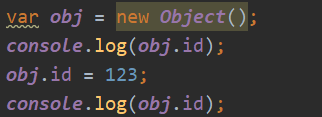 var obj = new Object();
console.log(obj.id);
obj.id = 123;
console.log(obj.id);